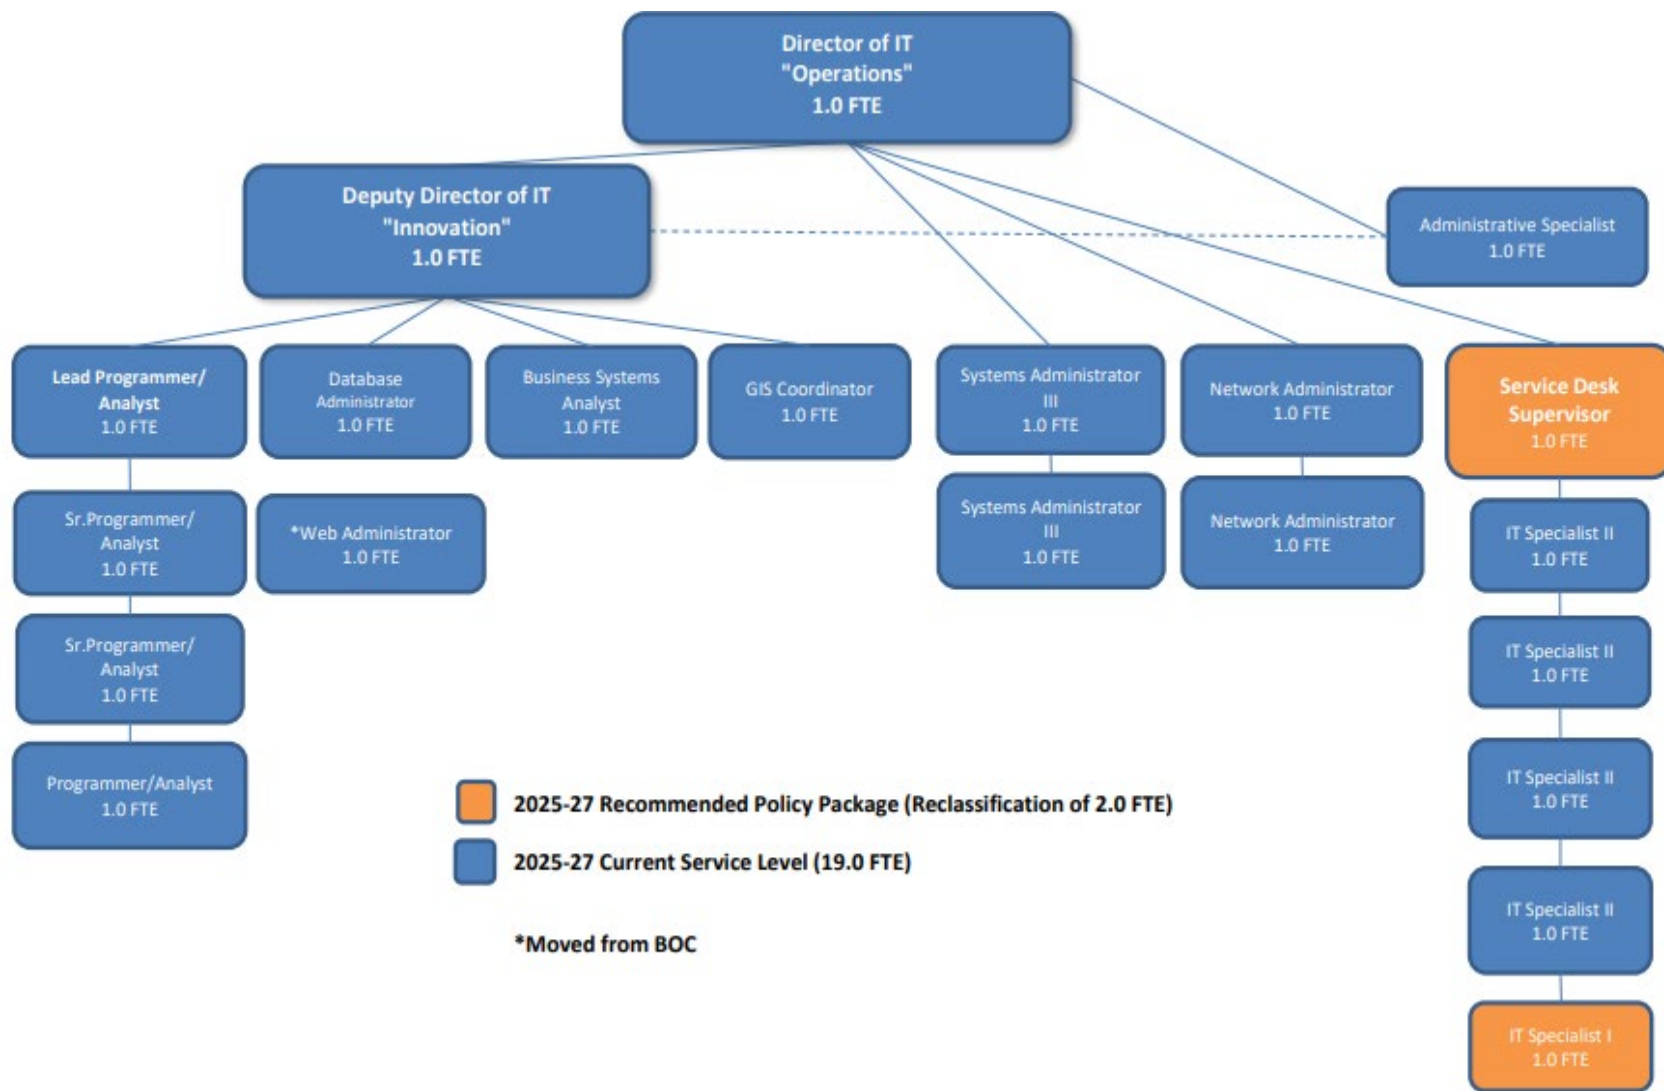 Director of IT
"Operations"
1.0 FTE
Deputy Director of IT
"Innovation"
1.0 FTE
Administrative Specialist
1.0 FTE
Lead Programmer/
Analyst
1.0 FTE
Database
Administrator
1.0 FTE
Business Systems
Analyst
1.0 FTE
GIS Coordinator
1.0 FTE
Systems Administrator
III
1.0 FTE
Network Administrator
1.0 FTE
Service Desk
Supervisor
1.0 FTE
Sr.Programmer/
Analyst
1.0 FTE
*Web Administrator
1.0 FTE
Systems Administrator
III
1.0 FTE
Network Administrator
1.0 FTE
IT Specialist II
1.0 FTE
Sr.Programmer/
Analyst
1.0 FTE
IT Specialist II
1.0 FTE
Programmer/Analyst
1.0 FTE
IT Specialist II
1.0 FTE
2025-27 Recommended Policy Package (Reclassification of 2.0 FTE)
2025-27 Current Service Level (19.0 FTE)
*Moved from BOC
IT Specialist II
1.0 FTE
IT Specialist I
1.0 FTE